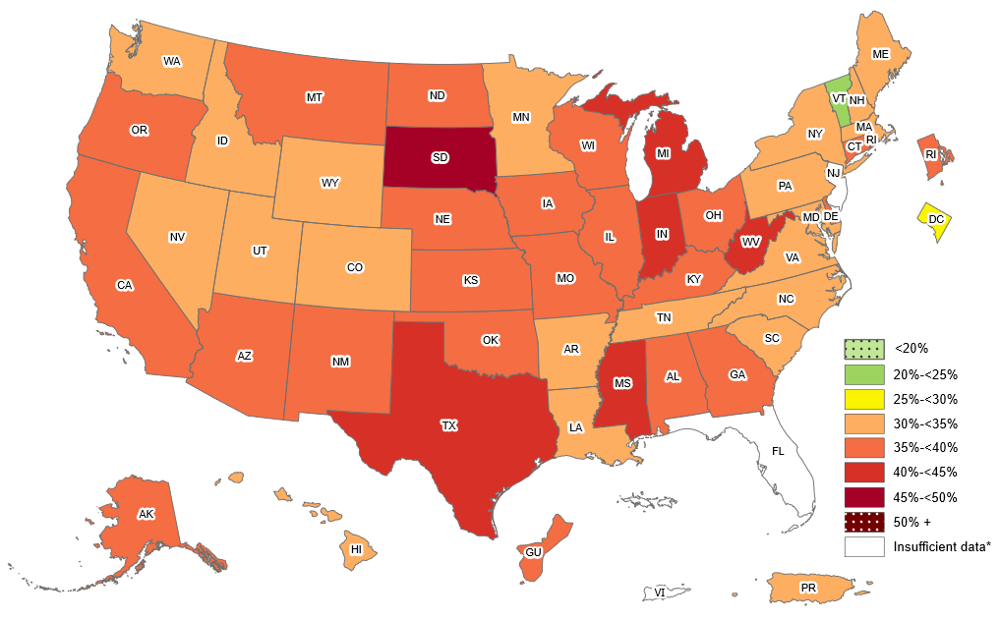 WA
ME
MT
ND
MN
VT
NH
OR
ID
SD
WI
MI
NY
MA
CT
RI
RI
WY
IA
NE
PA
NJ
NV
UT
CO
IL
IN
OH
MD
DE
DC
CA
KS
MO
WV
KY
VA
NC
TN
AZ
NM
OK
AR
SC
MS
AL
GA
TX
LA
FL
AK
HI
GU
VI
PR
<20%
20%-<25%
25%-<30%
30%-<35%
35%-<40%
40%-<45%
45%-<50%
50% +
Insufficient data*